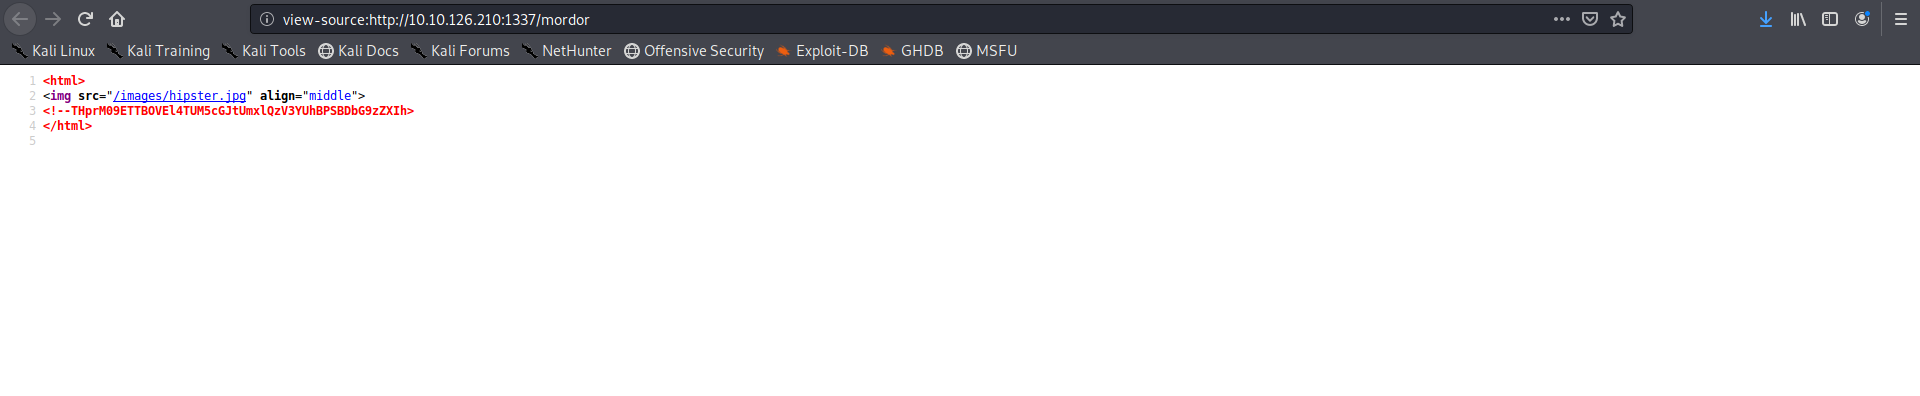 view-source:http://10.10.126.210:1337/mordor
Kali Linux Kali Training Kali Tools Kali Docs Kali Forums NetHunter Offensive Security Exploit-DB GHDB MSFU
1 <html>
2 <img src="/images/hipster.jpg" align="middle">
3 <!--THprM09ETTBOVEl4TUM5cGJtUmxlQzV3YUhBPSBDbG9zZXIh>
4 </html>
5